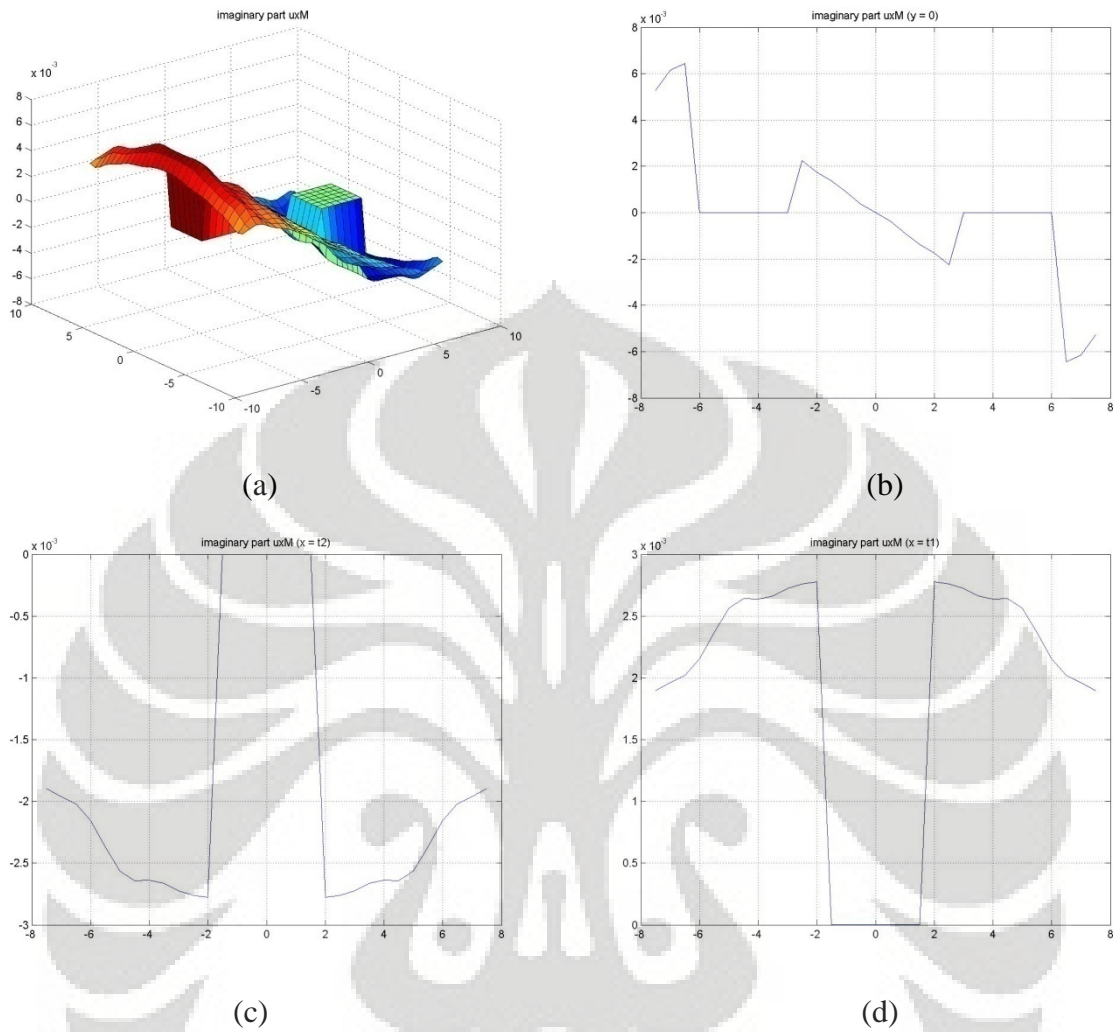 imaginary part uxM
x 10^-3
8
6
4
2
0
-2
-4
-6
-8
10
5
0
-5
-10
-10
-5
0
5
10
(a)
x 10^-3
imaginary part uxM (y = 0)
8
6
4
2
0
-2
-4
-6
-8
-8 -6 -4 -2 0 2 4 6 8
(b)
x 10^-3
imaginary part uxM (x = t2)
0
-0.5
-1
-1.5
-2
-2.5
-3
-8 -6 -4 -2 0 2 4 6 8
(c)
x 10^-3
imaginary part uxM (x = t1)
3
2.5
2
1.5
1
0.5
0
-8 -6 -4 -2 0 2 4 6 8
(d)